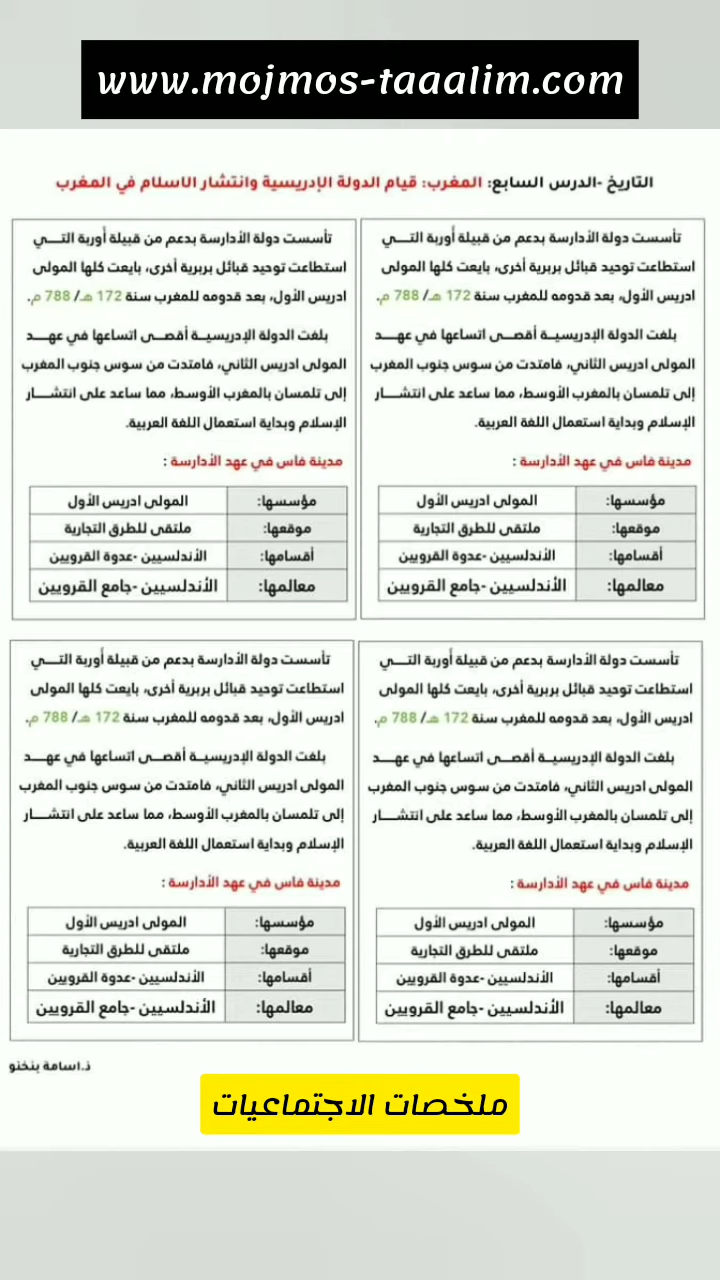 www.mojmos-taaalim.com
التاريخ -الدرس السابع: المغرب: قيام الدولة الإدريسية وانتشار الاسلام في المغرب
تأسست دولة الأدارسة بدعم من قبيلة أوربة التـــي
استطاعت توحيد قبائل بربرية أخرى، بايعت كلها المولى
ادريس الأول، بعد قدومه للمغرب سنة 172 هـ/ 788 م.
بلغت الدولة الإدريسيــة أقصــى اتساعها في عهــد
المولى ادريس الثاني، فامتدت من سوس جنوب المغرب
إلى تلمسان بالمغرب الأوسط، مما ساعد على انتشــــار
الإسلام وبداية استعمال اللغة العربية.
مدينة فاس في عهد الأدارسة :
مؤسسها: المولى ادريس الأول
موقعها: ملتقى للطرق التجارية
أقسامها: الأندلسيين -عدوة القرويين
معالمها: الأندلسيين -جامع القرويين
تأسست دولة الأدارسة بدعم من قبيلة أوربة التـــي
استطاعت توحيد قبائل بربرية أخرى، بايعت كلها المولى
ادريس الأول، بعد قدومه للمغرب سنة 172 هـ/ 788 م.
بلغت الدولة الإدريسيــة أقصــى اتساعها في عهــد
المولى ادريس الثاني، فامتدت من سوس جنوب المغرب
إلى تلمسان بالمغرب الأوسط، مما ساعد على انتشــــار
الإسلام وبداية استعمال اللغة العربية.
مدينة فاس في عهد الأدارسة :
مؤسسها: المولى ادريس الأول
موقعها: ملتقى للطرق التجارية
أقسامها: الأندلسيين -عدوة القرويين
معالمها: الأندلسيين -جامع القرويين
تأسست دولة الأدارسة بدعم من قبيلة أوربة التـــي
استطاعت توحيد قبائل بربرية أخرى، بايعت كلها المولى
ادريس الأول، بعد قدومه للمغرب سنة 172 هـ/ 788 م.
بلغت الدولة الإدريسيــة أقصــى اتساعها في عهــد
المولى ادريس الثاني، فامتدت من سوس جنوب المغرب
إلى تلمسان بالمغرب الأوسط، مما ساعد على انتشــــار
الإسلام وبداية استعمال اللغة العربية.
مدينة فاس في عهد الأدارسة :
مؤسسها: المولى ادريس الأول
موقعها: ملتقى للطرق التجارية
أقسامها: الأندلسيين -عدوة القرويين
معالمها: الأندلسيين -جامع القرويين
تأسست دولة الأدارسة بدعم من قبيلة أوربة التـــي
استطاعت توحيد قبائل بربرية أخرى، بايعت كلها المولى
ادريس الأول، بعد قدومه للمغرب سنة 172 هـ/ 788 م.
بلغت الدولة الإدريسيــة أقصــى اتساعها في عهــد
المولى ادريس الثاني، فامتدت من سوس جنوب المغرب
إلى تلمسان بالمغرب الأوسط، مما ساعد على انتشــــار
الإسلام وبداية استعمال اللغة العربية.
مدينة فاس في عهد الأدارسة :
مؤسسها: المولى ادريس الأول
موقعها: ملتقى للطرق التجارية
أقسامها: الأندلسيين -عدوة القرويين
معالمها: الأندلسيين -جامع القرويين
ذ.اسامة بنخنو
ملخصات الاجتماعيات